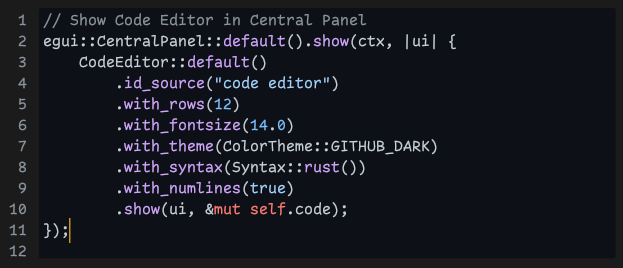 1 // Show Code Editor in Central Panel
2 egui::CentralPanel::default().show(ctx, |ui| {
3     CodeEditor::default()
4         .id_source("code editor")
5         .with_rows(12)
6         .with_fontsize(14.0)
7         .with_theme(ColorTheme::GITHUB_DARK)
8         .with_syntax(Syntax::rust())
9         .with_numlines(true)
10         .show(ui, &mut self.code);
11 });
12